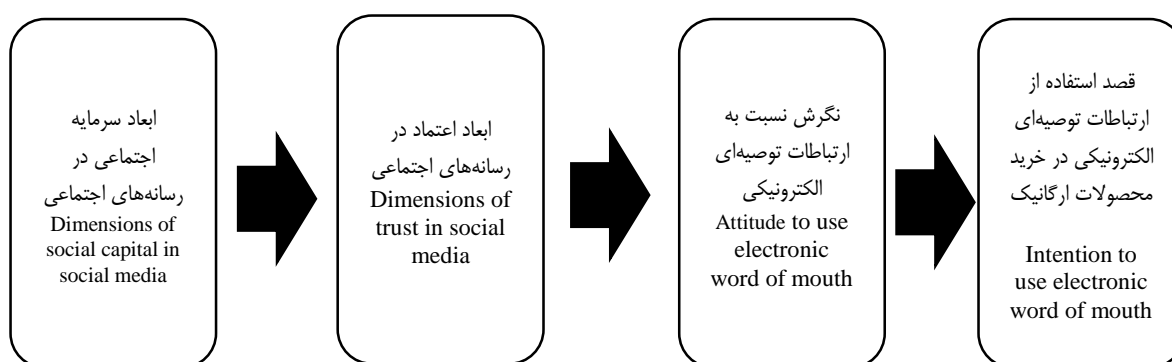 ابعاد سرمایه
اجتماعی در
رسانه‌های اجتماعی
Dimensions of
social capital in
social media
ابعاد اعتماد در
رسانه‌های اجتماعی
Dimensions of
trust in social
media
نگرش نسبت به
ارتباطات توصیه‌ای
الکترونیکی
Attitude to use
electronic
word of mouth
قصد استفاده از
ارتباطات توصیه‌ای
الکترونیکی در خرید
محصولات ارگانیک
Intention to
use electronic
word of mouth